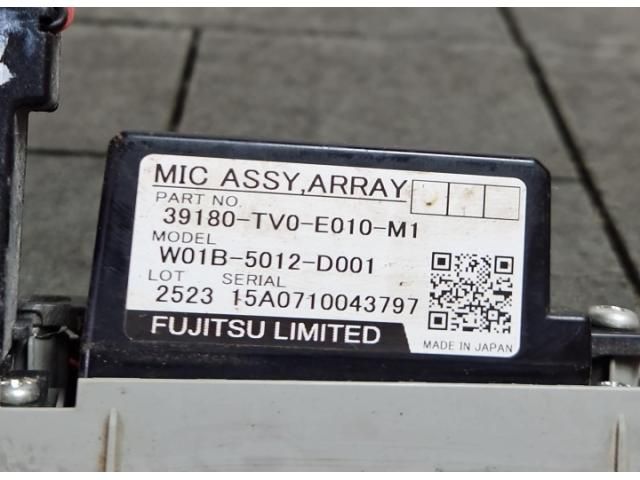 MIC ASSY,ARRAY
PART NO.
39180-TV0-E010-M1
MODEL
W01B-5012-D001
LOT SERIAL
2523 15A0710043797
FUJITSU LIMITED
MADE IN JAPAN